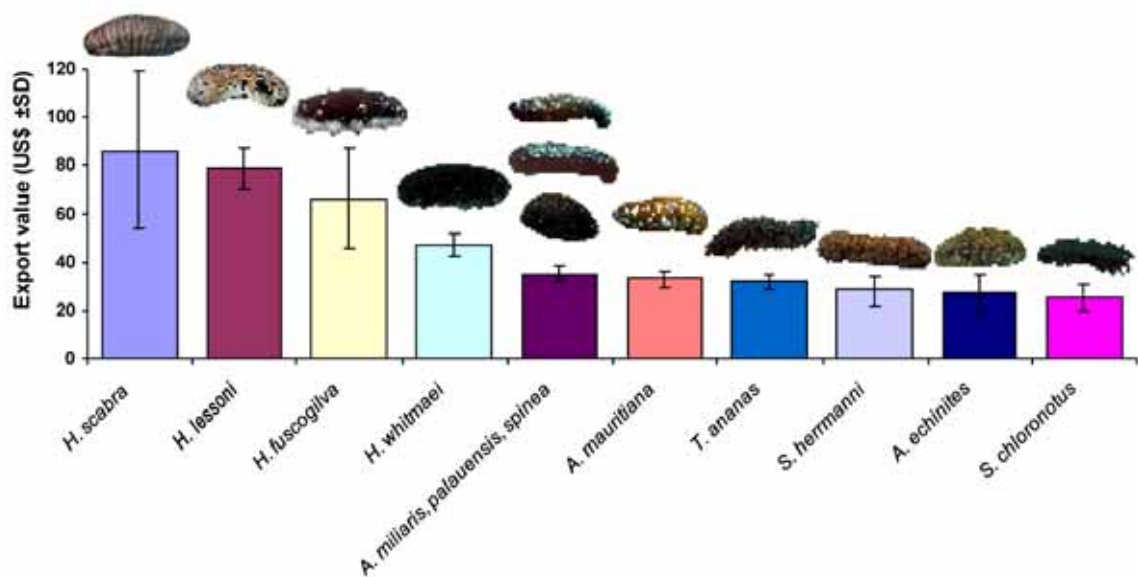 Export value (US$ ±SD)
120
100
80
60
40
20
0
H. scabra
H. lessoni
H. fuscogilva
H. whitmaei
A. miliaris, palauensis, spinea
A. mauritiana
T. ananas
S. herrmanni
A. echinites
S. chloronotus